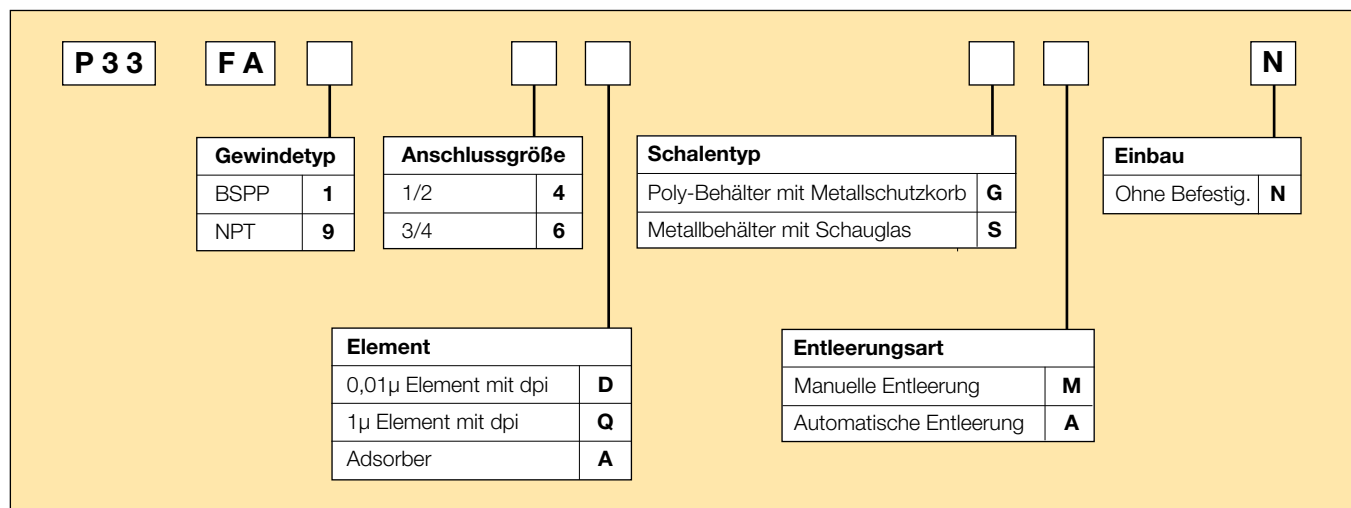 P 3 3 F A N
Gewindetyp
BSPP 1
NPT 9
Anschlussgröße
1/2 4
3/4 6
Schalentyp
Poly-Behälter mit Metallschutzkorb G
Metallbehälter mit Schauglas S
Einbau
Ohne Befestig. N
Element
0,01µ Element mit dpi D
1µ Element mit dpi Q
Adsorber A
Entleerungsart
Manuelle Entleerung M
Automatische Entleerung A